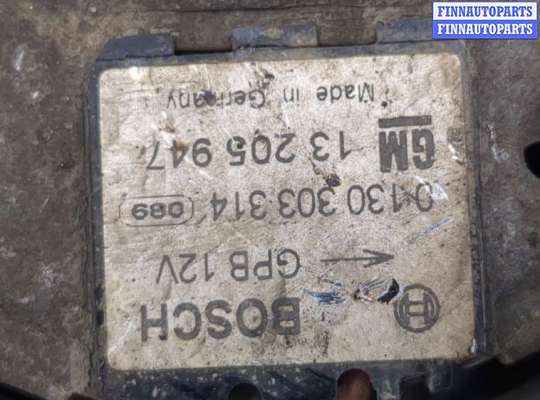 FINNAUTOPARTS
FINNAUTOPARTS
BOSCH
GPB 12V
0 130 303 314 089
GM 13 205 947
Made in Germany